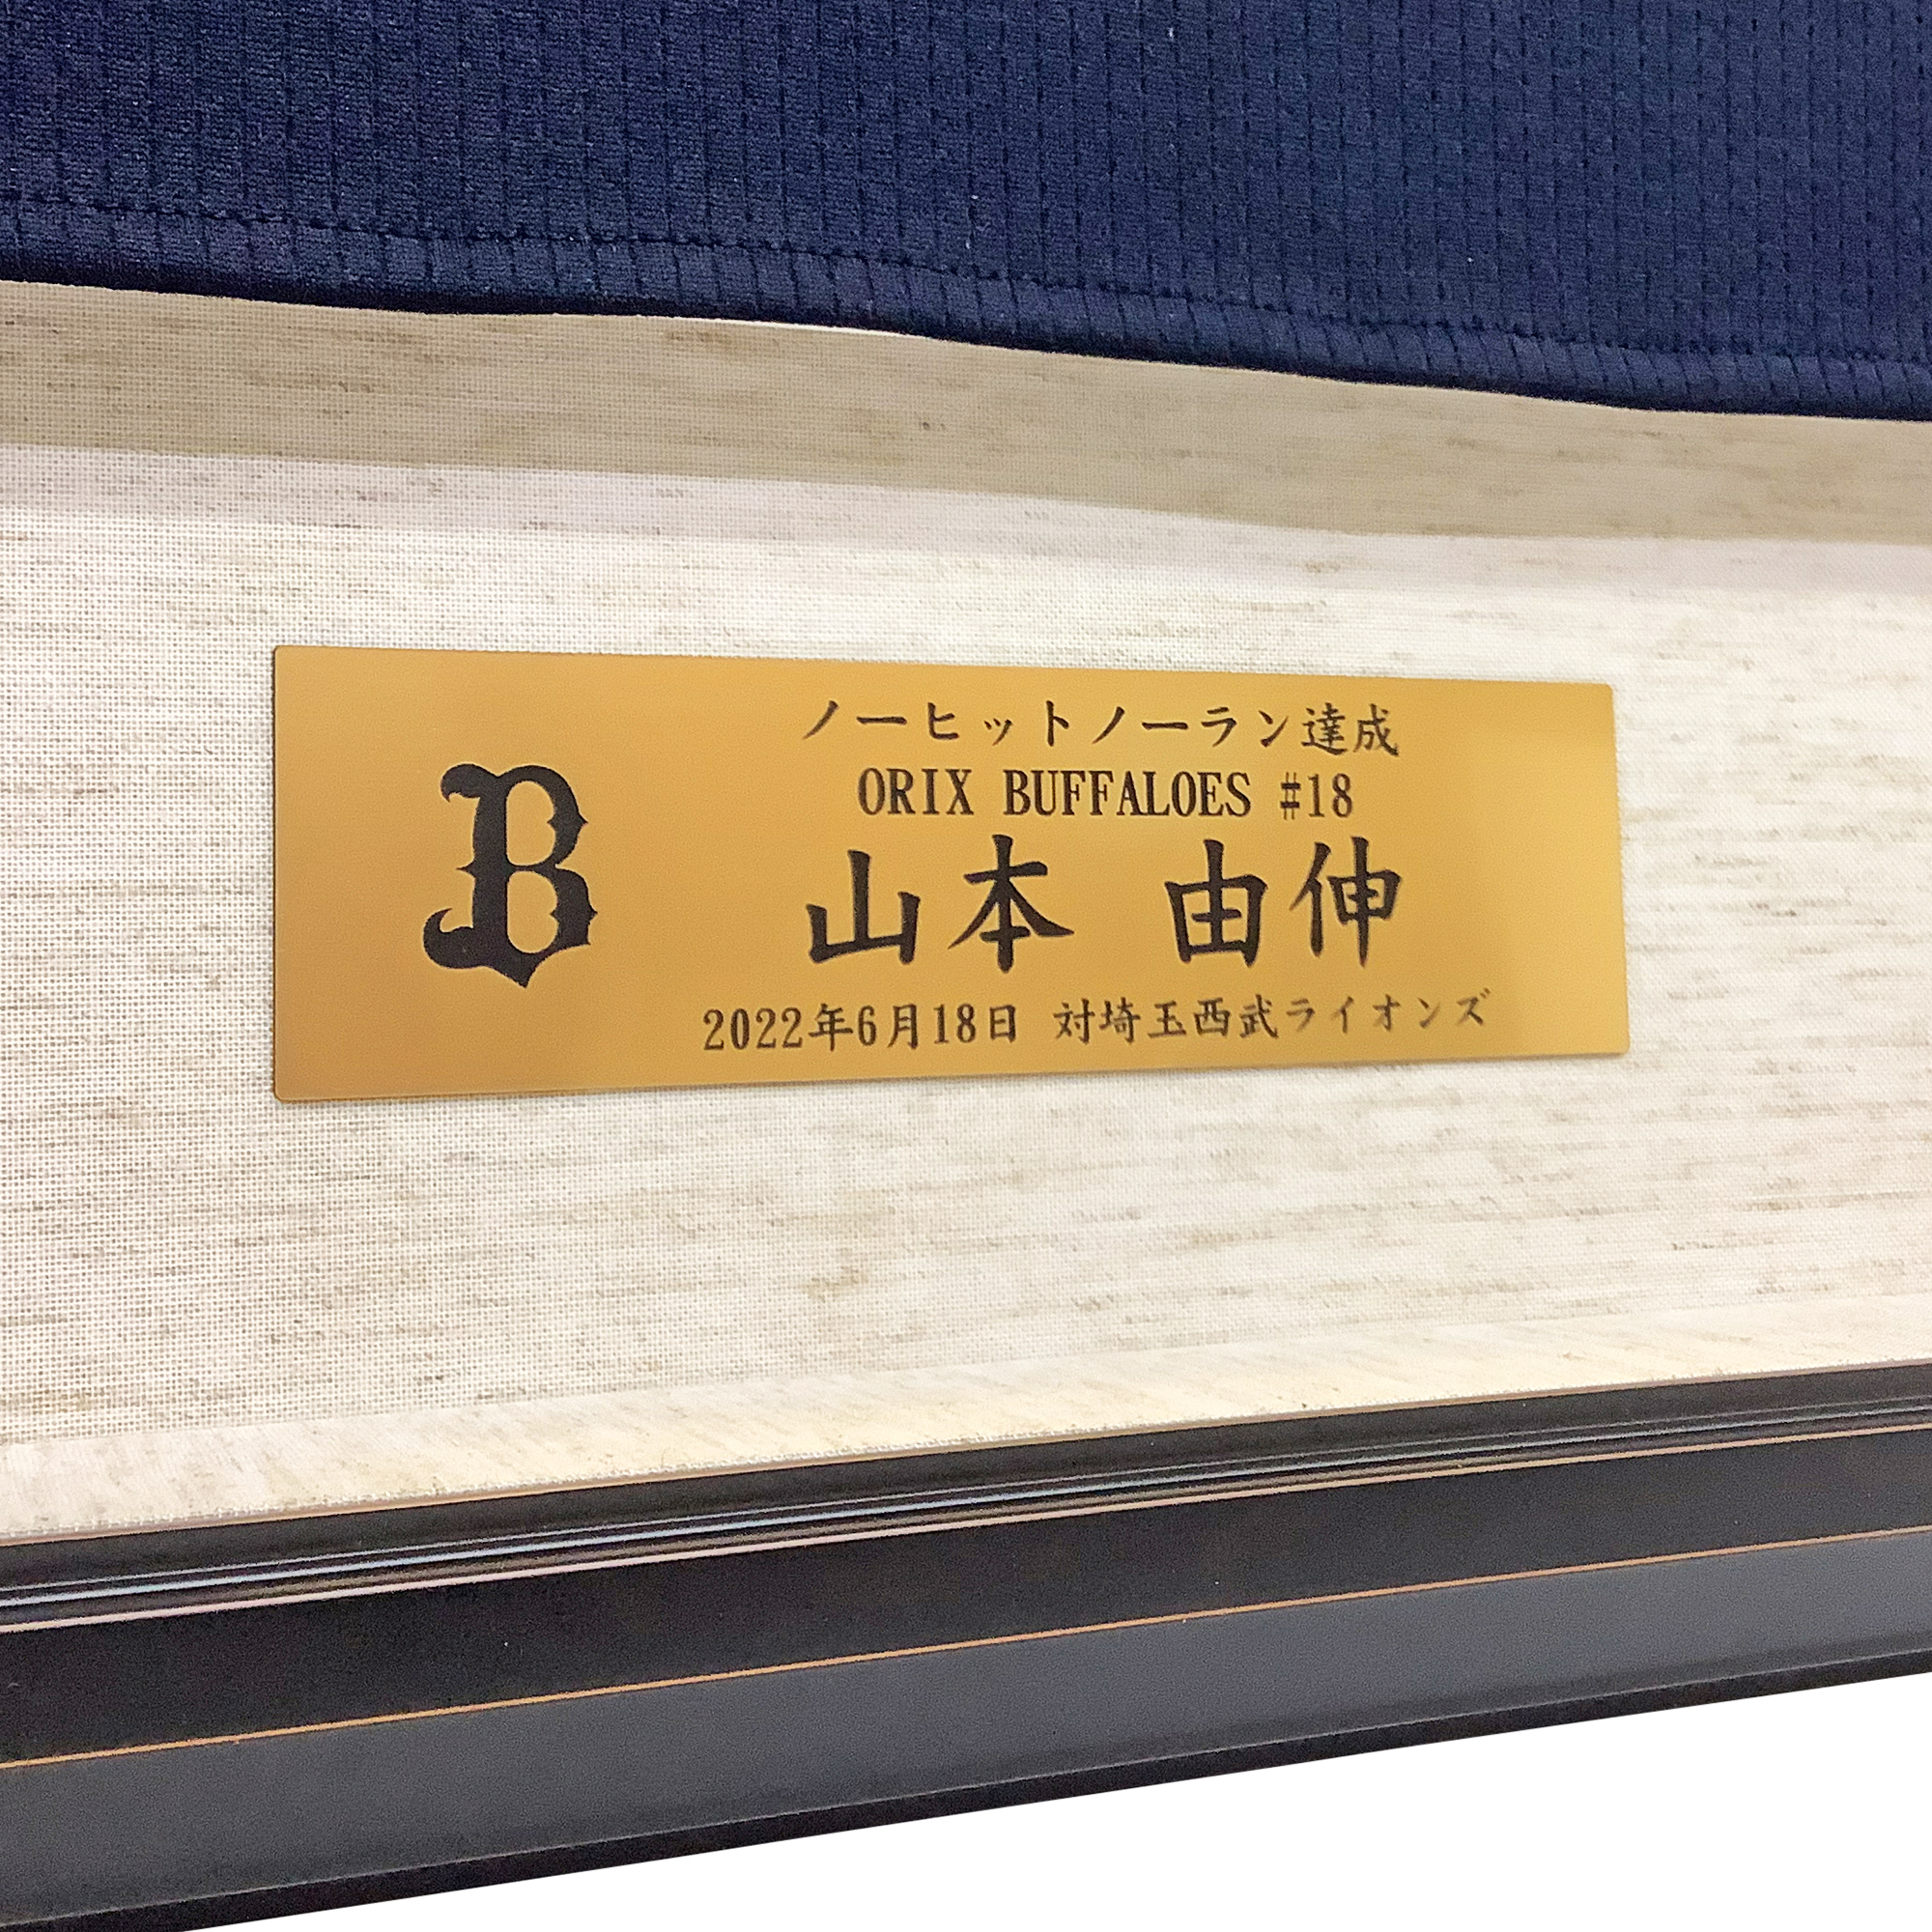 B
ノーヒットノーラン達成
ORIX BUFFALOES #18
山本 由伸
2022年6月18日 対埼玉西武ライオンズ